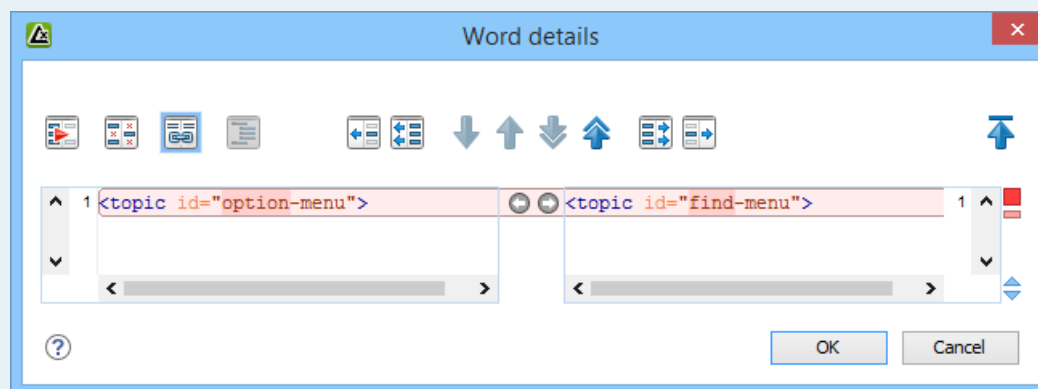 Word details
1 <topic id="option-menu"> <topic id="find-menu"> 1
? OK Cancel